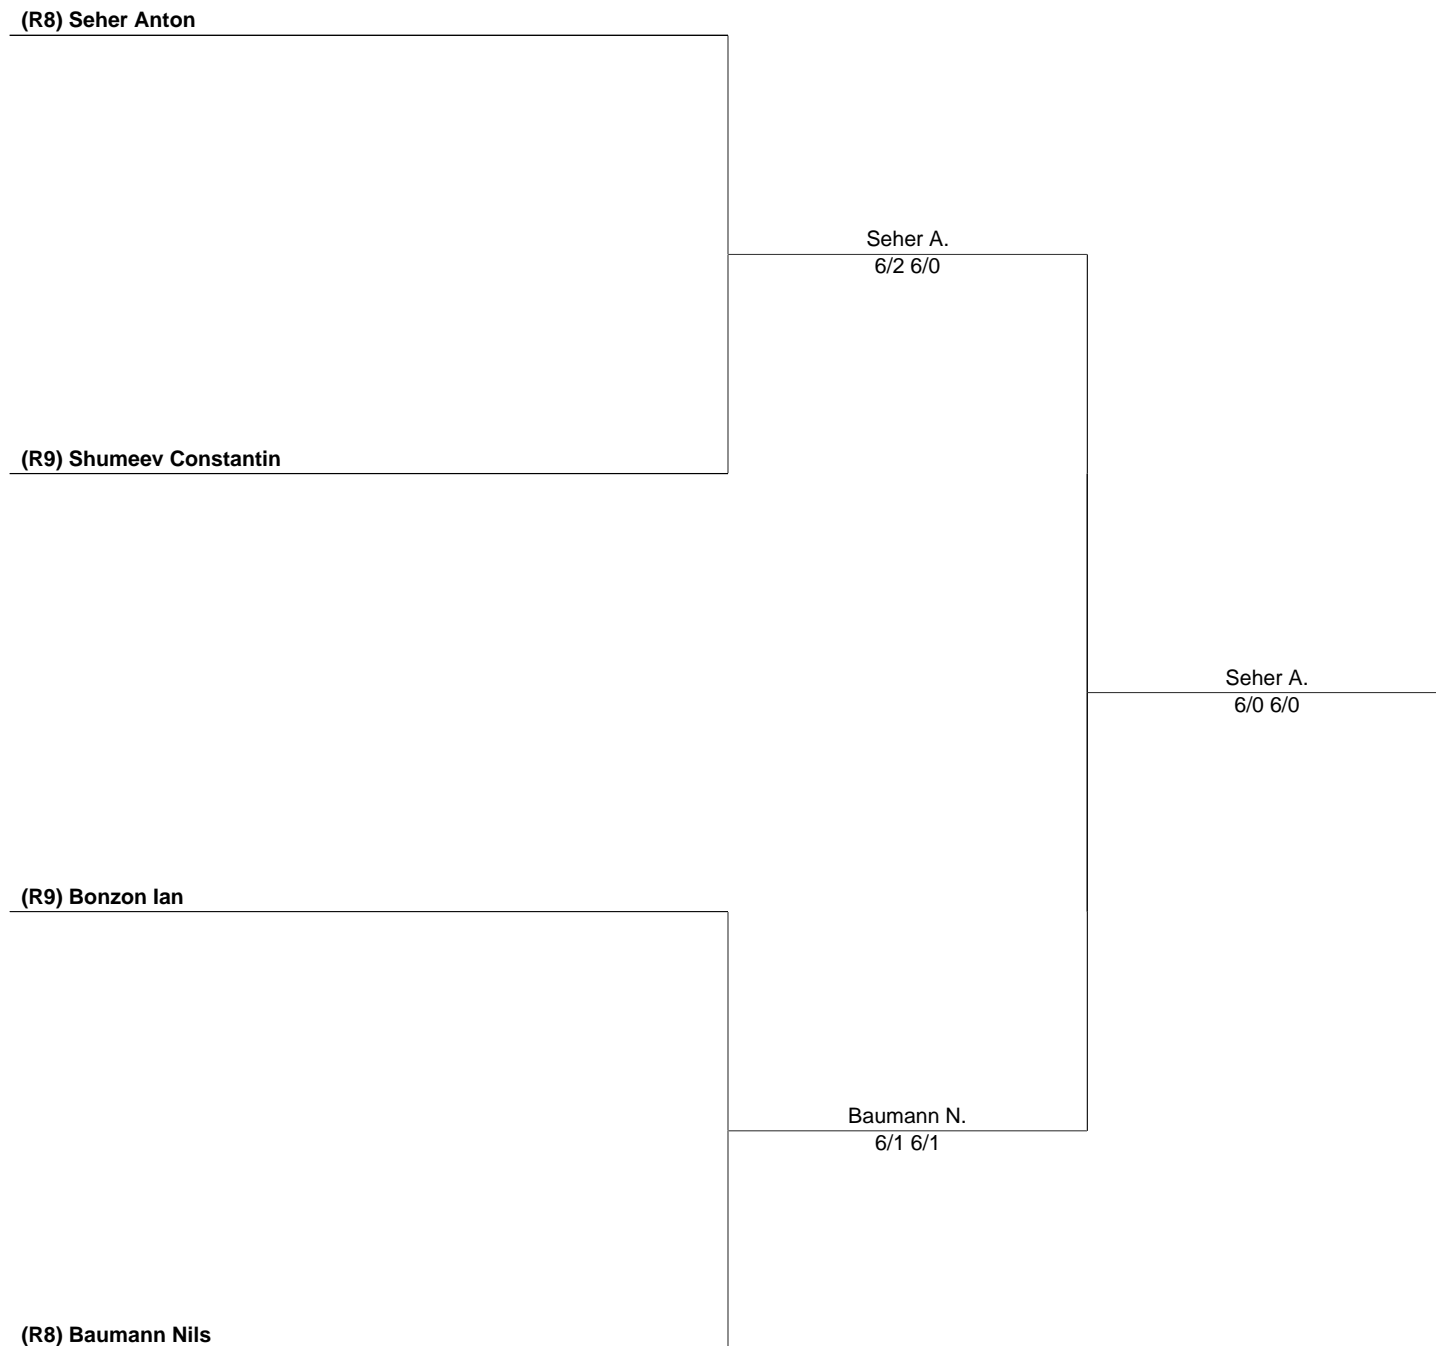 (R8) Seher Anton
Seher A.
6/2 6/0
(R9) Shumeev Constantin
Seher A.
6/0 6/0
(R9) Bonzon Ian
Baumann N.
6/1 6/1
(R8) Baumann Nils